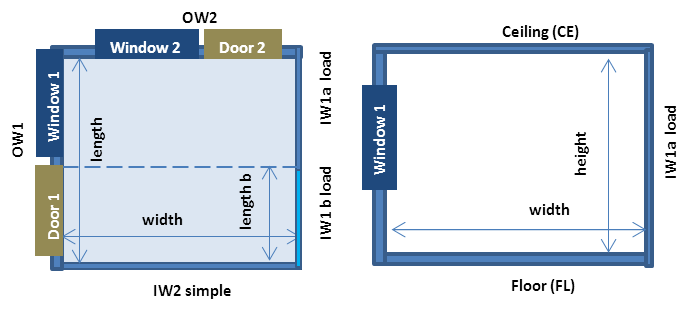 OW2
Window 2
Door 2
OW1
Window 1
Door 1
length
length b
width
IW1a load
IW1 b load
IW2 simple
Ceiling (CE)
Window 1
height
width
IW1a load
Floor (FL)